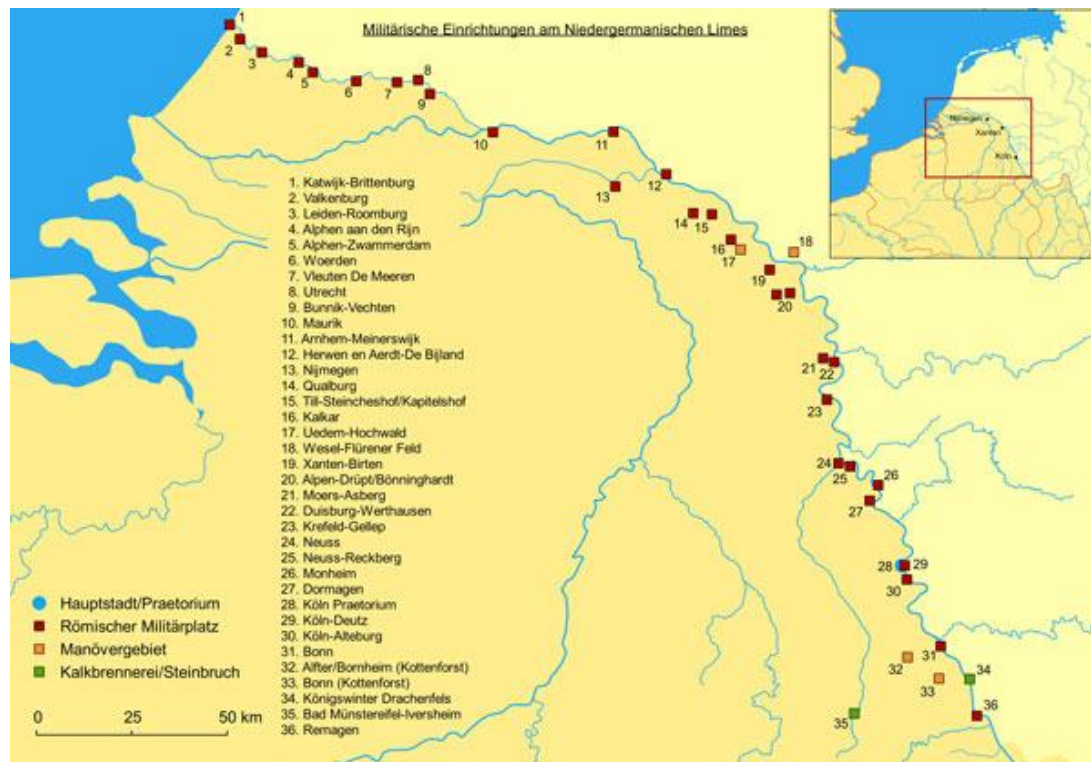 Militärische Einrichtungen am Niedergermanischen Limes
1
2
3
4
5
6
7
8
9
10
11
12
13
14
15
16
17
18
19
20
21
22
23
24
25
26
27
28
29
30
31
32
33
34
35
36
Nijmegen
Xanten
Köln
1. Katwijk-Brittenburg
2. Valkenburg
3. Leiden-Roomburg
4. Alphen aan den Rijn
5. Alphen-Zwammerdam
6. Woerden
7. Vleuten De Meeren
8. Utrecht
9. Bunnik-Vechten
10. Maurik
11. Arnhem-Meinerswijk
12. Herwen en Aerdt-De Bijland
13. Nijmegen
14. Qualburg
15. Till-Steincheshof/Kapitelshof
16. Kalkar
17. Uedem-Hochwald
18. Wesel-Flürener Feld
19. Xanten-Birten
20. Alpen-Drüpt/Bönninghardt
21. Moers-Asberg
22. Duisburg-Werthausen
23. Krefeld-Gellep
24. Neuss
25. Neuss-Reckberg
26. Monheim
27. Dormagen
28. Köln Praetorium
29. Köln-Deutz
30. Köln-Alteburg
31. Bonn
32. Alfter/Bornheim (Kottenforst)
33. Bonn (Kottenforst)
34. Königswinter Drachenfels
35. Bad Münstereifel-Iversheim
36. Remagen
Hauptstadt/Praetorium
Römischer Militärplatz
Manövergebiet
Kalkbrennerei/Steinbruch
0 25 50 km